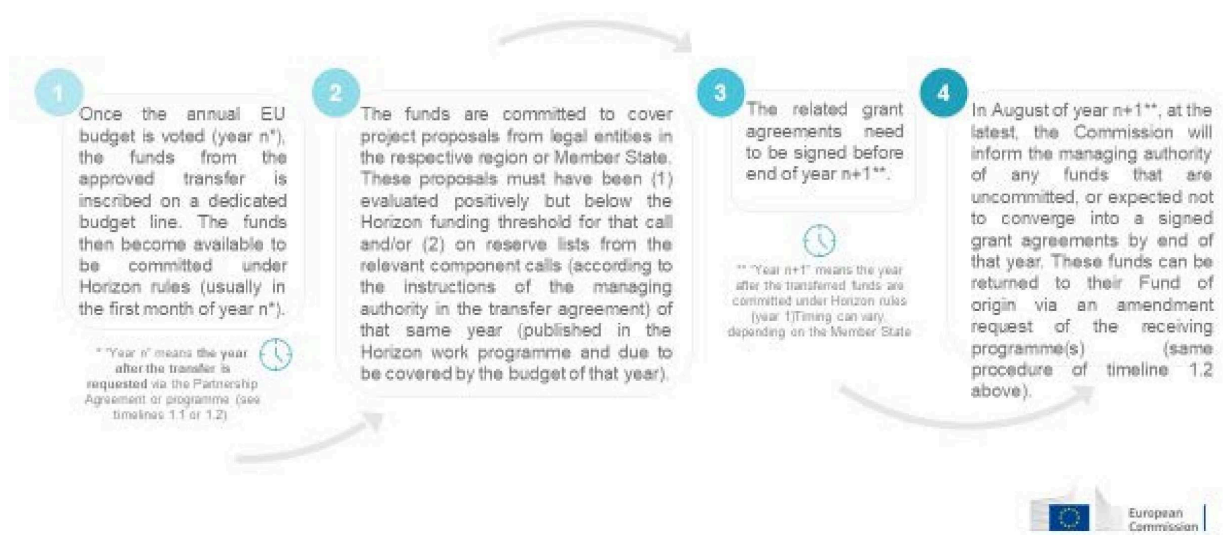 1
Once the annual EU
budget is voted (year n*),
the funds from the
approved transfer is
inscribed on a dedicated
budget line. The funds
then become available to
be committed under
Horizon rules (usually in
the first month of year n*).
* "Year n" means the year
after the transfer is
requested via the Partnership
Agreement or programme (see
timelines 1.1 or 1.2)
2
The funds are committed to cover
project proposals from legal entities in
the respective region or Member State.
These proposals must have been (1)
evaluated positively but below the
Horizon funding threshold for that call
and/or (2) on reserve lists from the
relevant component calls (according to
the instructions of the managing
authority in the transfer agreement) of
that same year (published in the
Horizon work programme and due to
be covered by the budget of that year).
3
The related grant
agreements need
to be signed before
end of year n+1**.
** "Year n+1" means the year
after the transferred funds are
committed under Horizon rules
(year 1)Timing can vary,
depending on the Member State
4
In August of year n+1**, at the
latest, the Commission will
inform the managing authority
of any funds that are
uncommitted, or expected not
to converge into a signed
grant agreements by end of
that year. These funds can be
returned to their Fund of
origin via an amendment
request of the receiving
programme(s) (same
procedure of timeline 1.2
above).
European
Commission